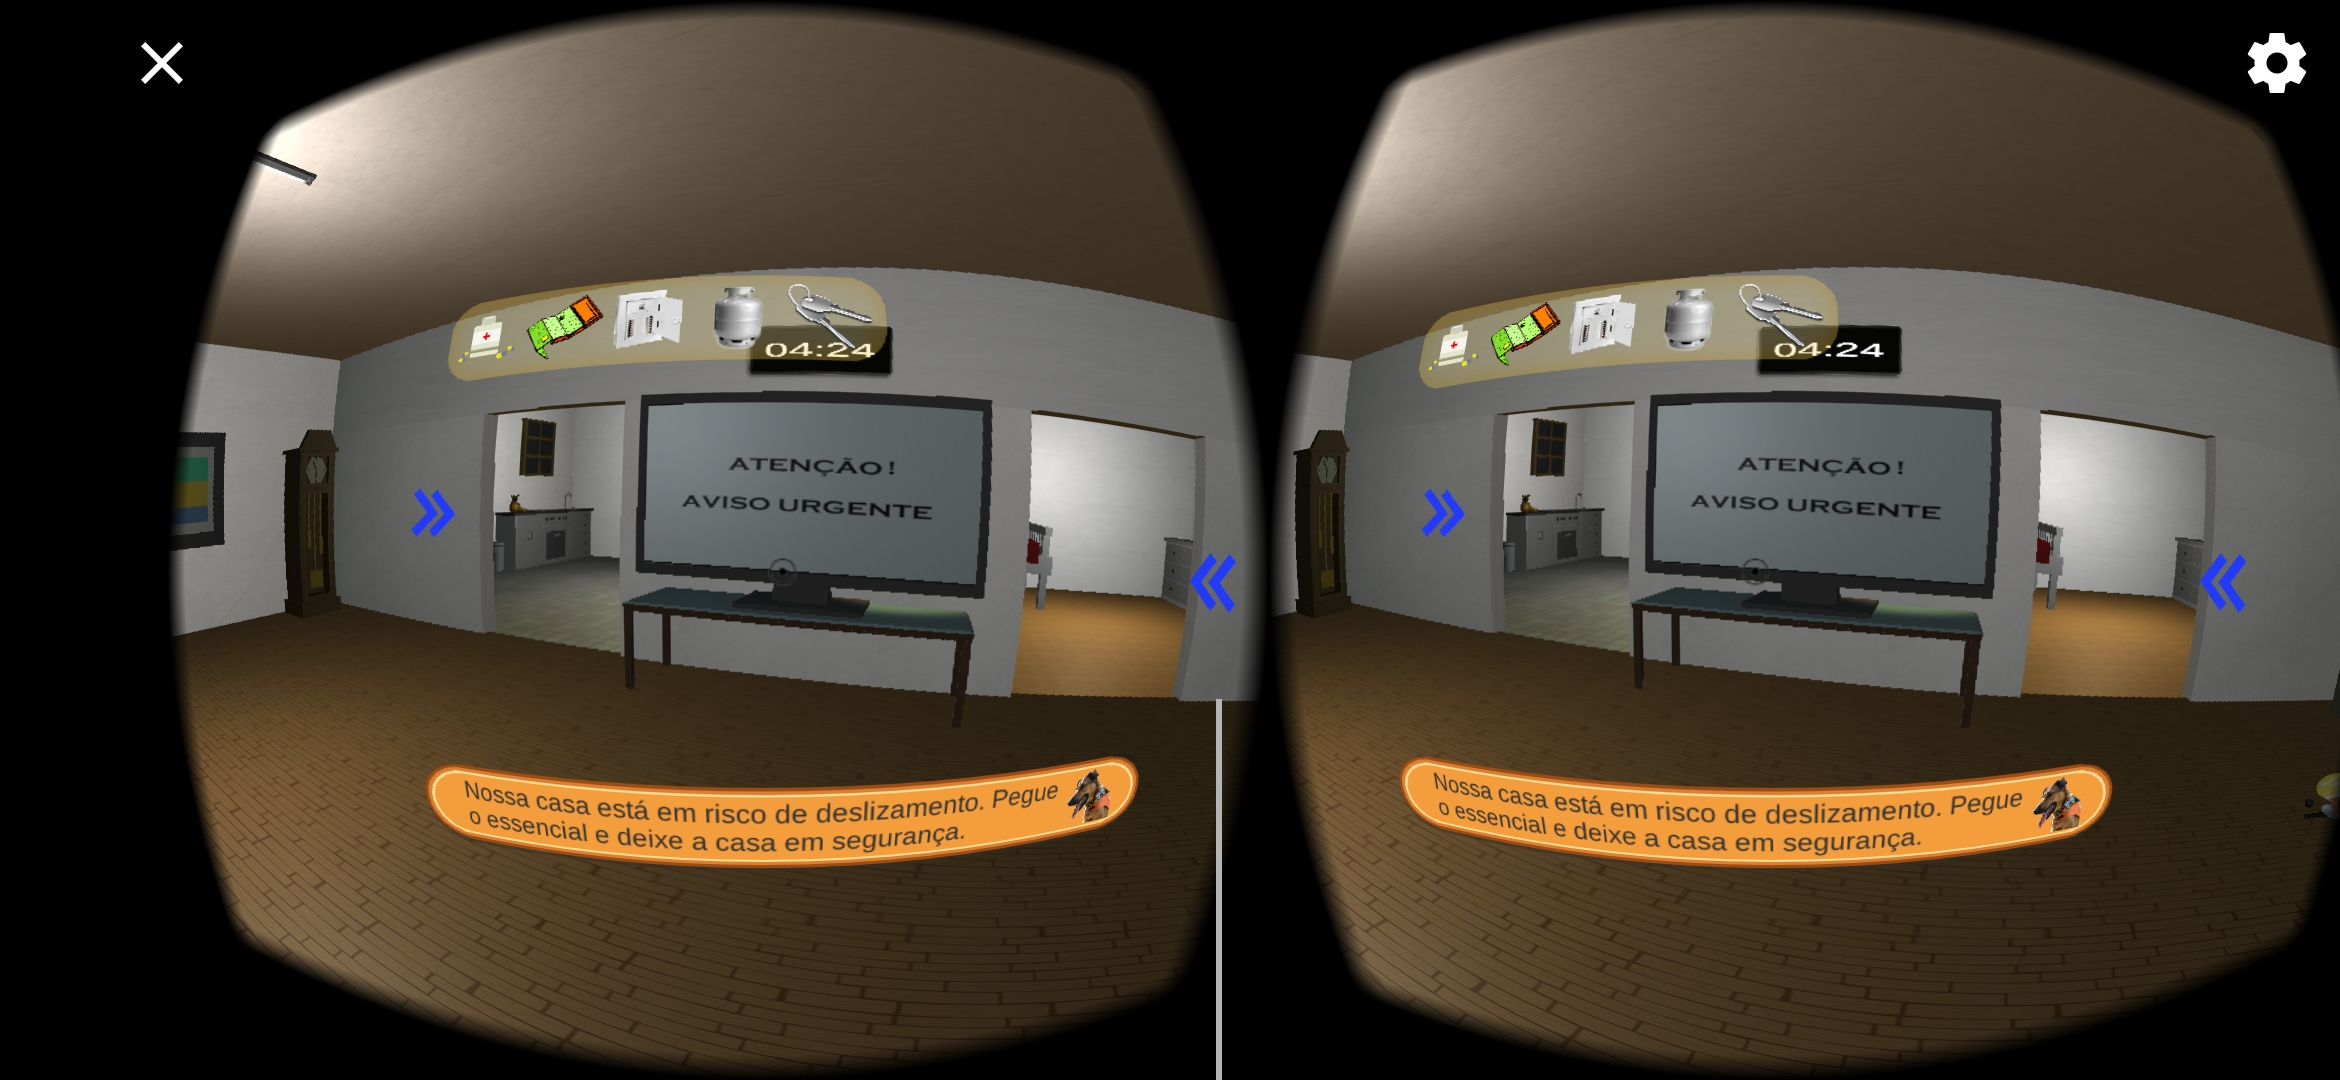 04:24
ATENÇÃO!
AVISO URGENTE
Nossa casa está em risco de deslizamento. Pegue
o essencial e deixe a casa em segurança.
04:24
ATENÇÃO!
AVISO URGENTE
Nossa casa está em risco de deslizamento. Pegue
o essencial e deixe a casa em segurança.